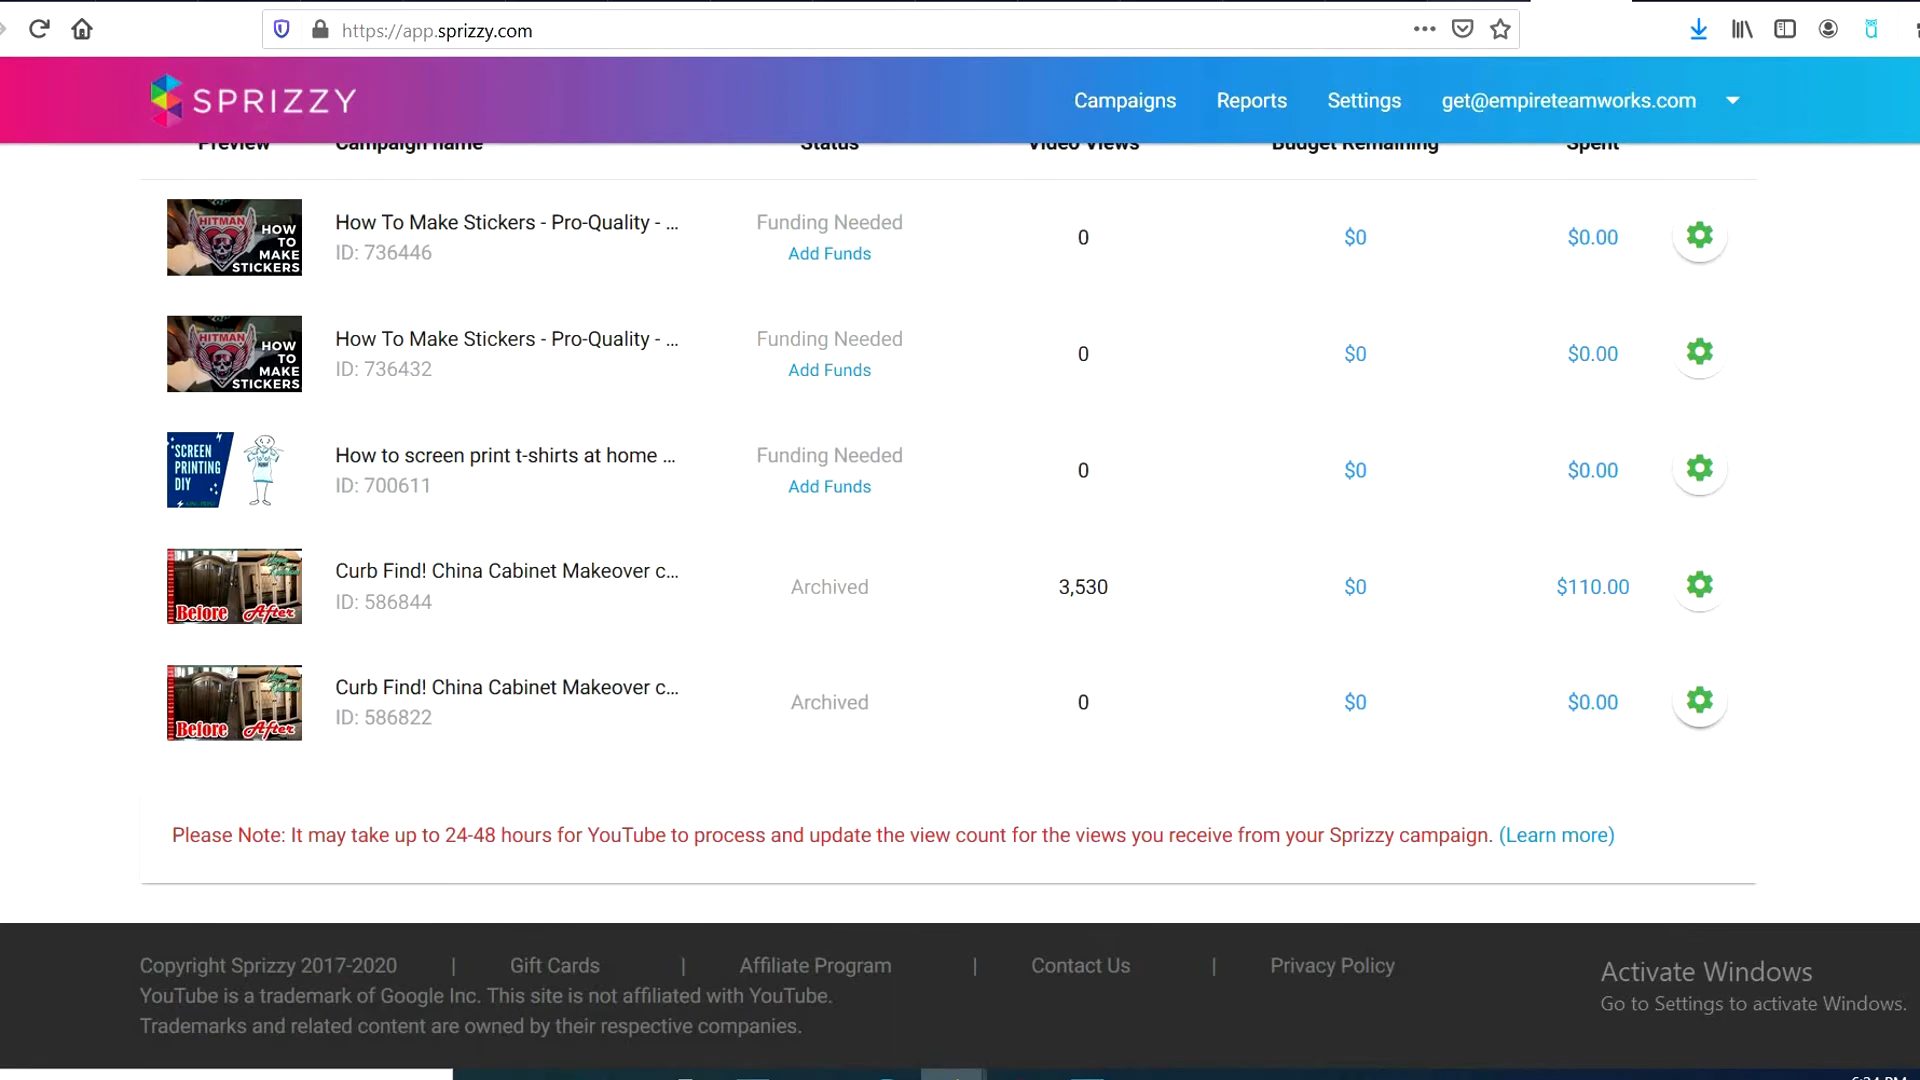 https://app.sprizzy.com
SPRIZZY
Campaigns Reports Settings get@empireteamworks.com
Preview Campaign name Status Video Views Budget Remaining Spent
HITMAN HOW TO MAKE STICKERS
How To Make Stickers - Pro-Quality - ... Funding Needed 0 $0 $0.00
ID: 736446 Add Funds
HITMAN HOW TO MAKE STICKERS
How To Make Stickers - Pro-Quality - ... Funding Needed 0 $0 $0.00
ID: 736432 Add Funds
SCREEN PRINTING DIY
How to screen print t-shirts at home ... Funding Needed 0 $0 $0.00
ID: 700611 Add Funds
Before After
Curb Find! China Cabinet Makeover c... Archived 3,530 $0 $110.00
ID: 586844
Before After
Curb Find! China Cabinet Makeover c... Archived 0 $0 $0.00
ID: 586822
Please Note: It may take up to 24-48 hours for YouTube to process and update the view count for the views you receive from your Sprizzy campaign. (Learn more)
Copyright Sprizzy 2017-2020 | Gift Cards | Affiliate Program | Contact Us | Privacy Policy
YouTube is a trademark of Google Inc. This site is not affiliated with YouTube.
Trademarks and related content are owned by their respective companies.
Activate Windows
Go to Settings to activate Windows.